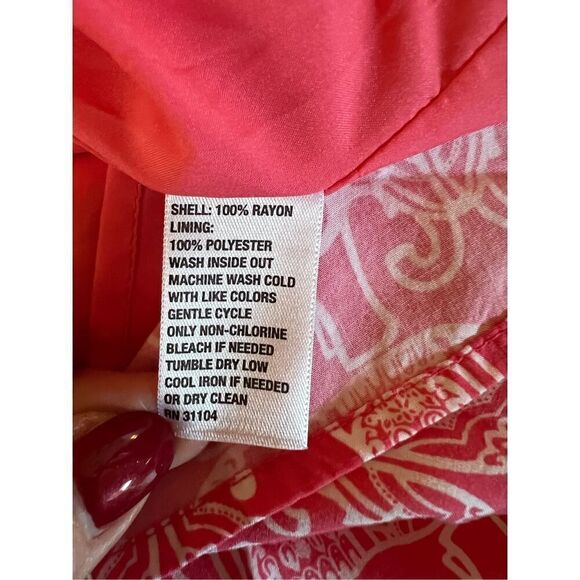 SHELL: 100% RAYON
LINING:
100% POLYESTER
WASH INSIDE OUT
MACHINE WASH COLD
WITH LIKE COLORS
GENTLE CYCLE
ONLY NON-CHLORINE
BLEACH IF NEEDED
TUMBLE DRY LOW
COOL IRON IF NEEDED
OR DRY CLEAN
RN 31104